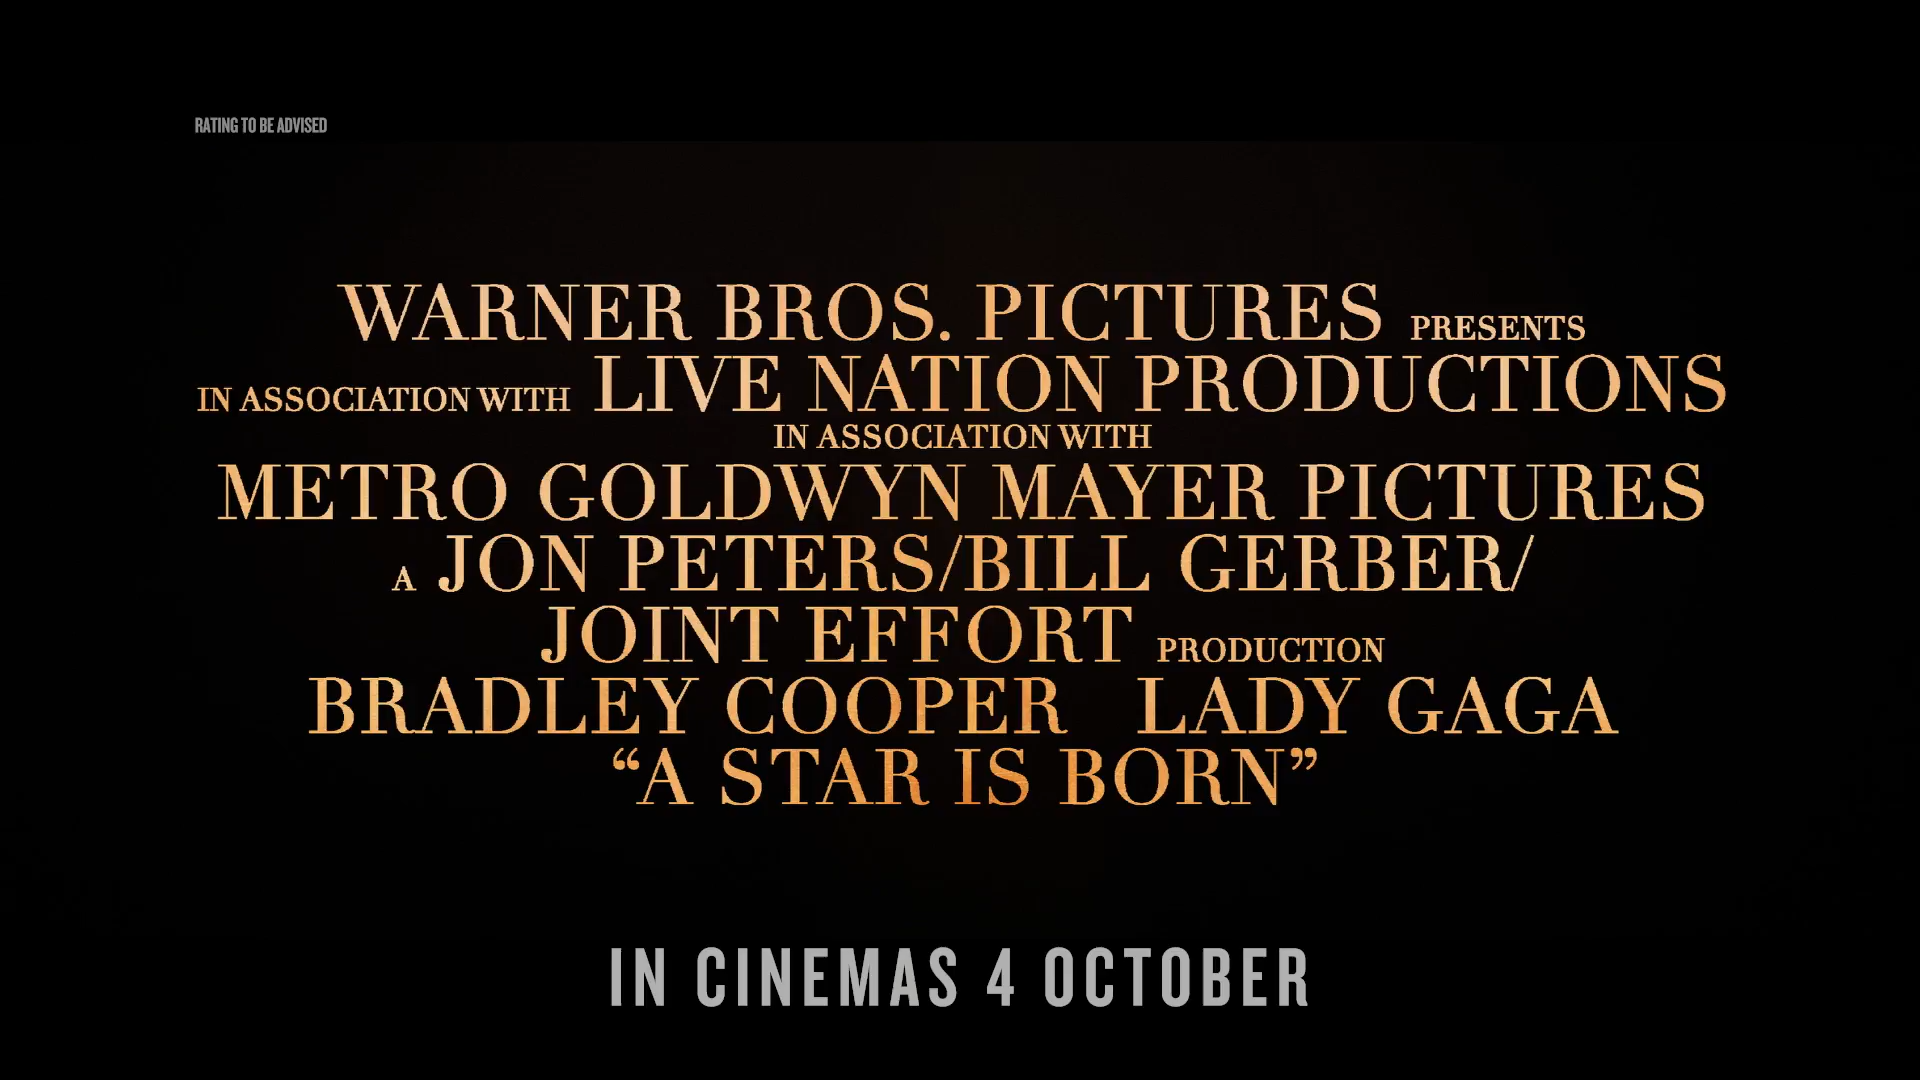 RATING TO BE ADVISED
WARNER BROS. PICTURES PRESENTS
IN ASSOCIATION WITH LIVE NATION PRODUCTIONS
IN ASSOCIATION WITH
METRO GOLDWYN MAYER PICTURES
A JON PETERS/BILL GERBER/
JOINT EFFORT PRODUCTION
BRADLEY COOPER LADY GAGA
“A STAR IS BORN”
IN CINEMAS 4 OCTOBER